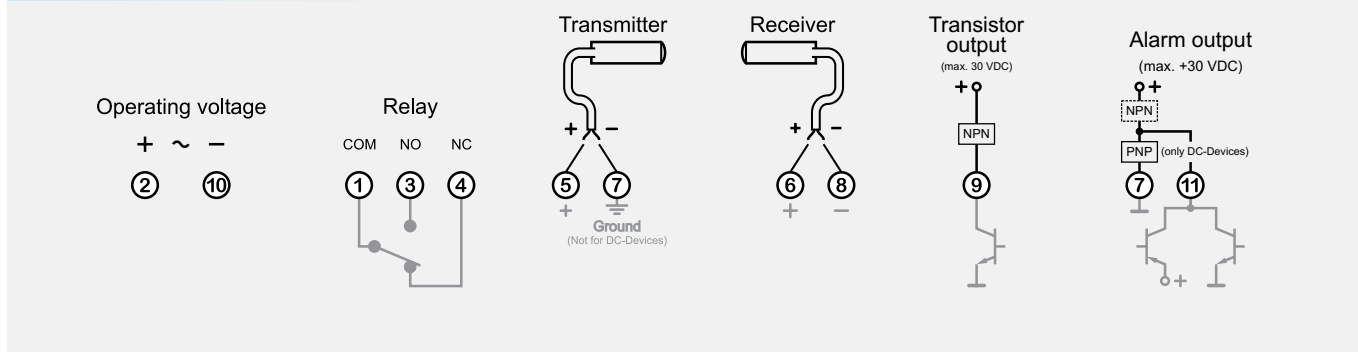 Operating voltage
+ ~ −
2 10
Relay
COM NO NC
1 3 4
Transmitter
+ −
5 7
+
Ground
(Not for DC-Devices)
Receiver
+ −
6 8
+ −
Transistor
output
(max. 30 VDC)
+
NPN
9
Alarm output
(max. +30 VDC)
+
NPN
PNP (only DC-Devices)
7 11
+